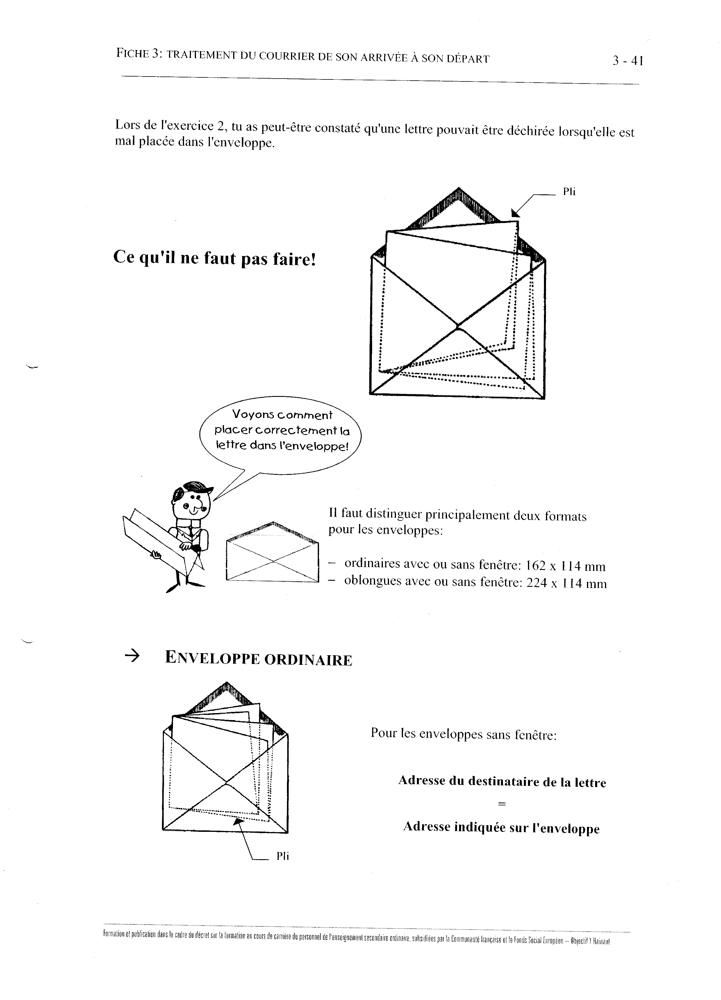 FICHE 3: TRAITEMENT DU COURRIER DE SON ARRIVÉE À SON DÉPART 3 - 41
Lors de l'exercice 2, tu as peut-être constaté qu'une lettre pouvait être déchirée lorsqu'elle est
mal placée dans l'enveloppe.
Pli
Ce qu'il ne faut pas faire!
Voyons comment
placer correctement la
lettre dans l'enveloppe!
Il faut distinguer principalement deux formats
pour les enveloppes:
– ordinaires avec ou sans fenêtre: 162 x 114 mm
– oblongues avec ou sans fenêtre: 224 x 114 mm
→ ENVELOPPE ORDINAIRE
Pour les enveloppes sans fenêtre:
Adresse du destinataire de la lettre
=
Adresse indiquée sur l'enveloppe
Pli
Formation et publication dans le cadre du décret sur la formation en cours de carrière du personnel de l'enseignement secondaire ordinaire, subsidiées par la Communauté française et le Fonds Social Européen – Objectif 1 Hainaut